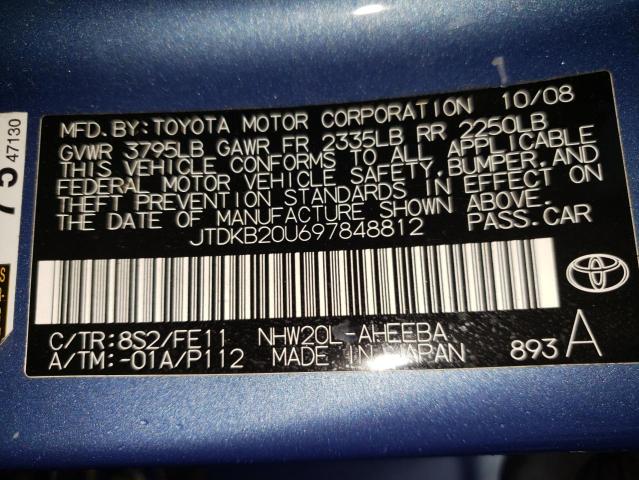 MFD. BY: TOYOTA MOTOR CORPORATION 10/08
GVWR 3795LB GAWR FR 2335LB RR 2250LB
THIS VEHICLE CONFORMS TO ALL APPLICABLE
FEDERAL MOTOR VEHICLE SAFETY, BUMPER, AND
THEFT PREVENTION STANDARDS IN EFFECT ON
THE DATE OF MANUFACTURE SHOWN ABOVE.
JTDKB20U697848812 PASS. CAR
C/TR: 8S2/FE11 NHW20L-AHEEBA
A/TM: -01A/P112 MADE IN JAPAN 893 A
47130